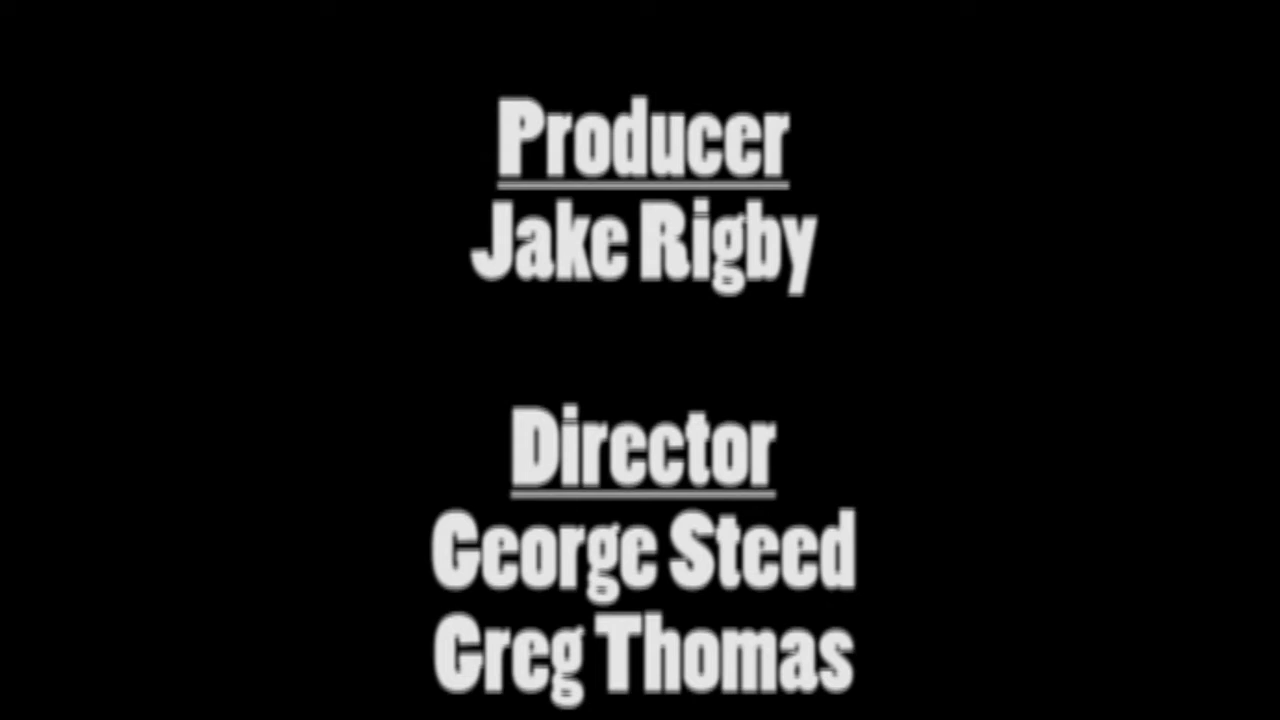 Producer
Jake Rigby
Director
George Steed
Greg Thomas